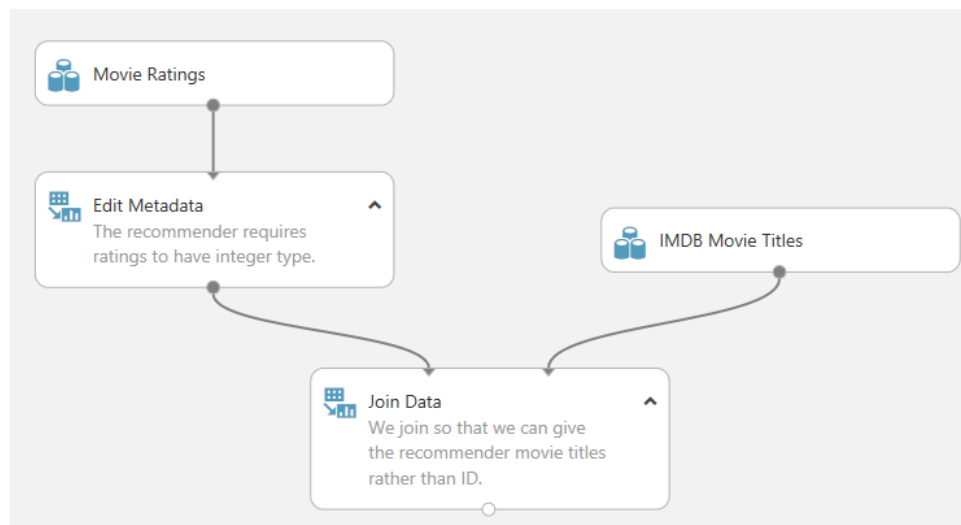 Movie Ratings
Edit Metadata
The recommender requires
ratings to have integer type.
IMDB Movie Titles
Join Data
We join so that we can give
the recommender movie titles
rather than ID.